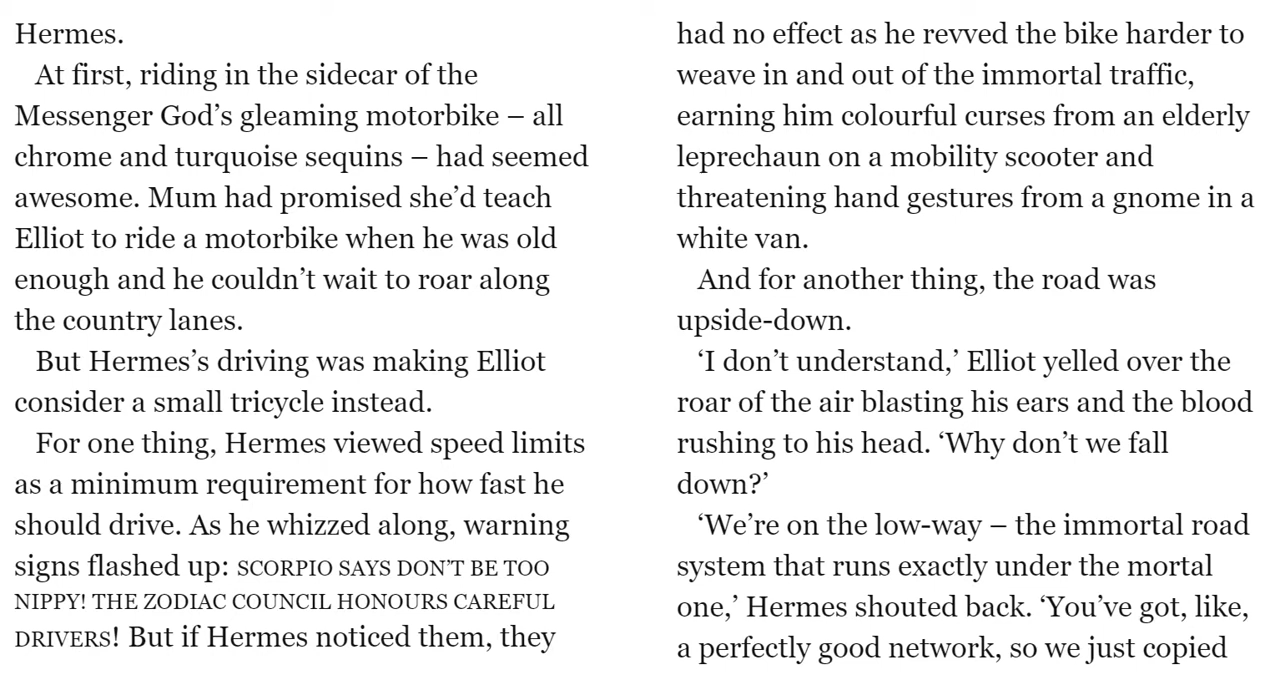 Hermes.
At first, riding in the sidecar of the
Messenger God’s gleaming motorbike – all
chrome and turquoise sequins – had seemed
awesome. Mum had promised she’d teach
Elliot to ride a motorbike when he was old
enough and he couldn’t wait to roar along
the country lanes.
But Hermes’s driving was making Elliot
consider a small tricycle instead.
For one thing, Hermes viewed speed limits
as a minimum requirement for how fast he
should drive. As he whizzed along, warning
signs flashed up: SCORPIO SAYS DON’T BE TOO
NIPPY! THE ZODIAC COUNCIL HONOURS CAREFUL
DRIVERS! But if Hermes noticed them, they
had no effect as he revved the bike harder to
weave in and out of the immortal traffic,
earning him colourful curses from an elderly
leprechaun on a mobility scooter and
threatening hand gestures from a gnome in a
white van.
And for another thing, the road was
upside-down.
‘I don’t understand,’ Elliot yelled over the
roar of the air blasting his ears and the blood
rushing to his head. ‘Why don’t we fall
down?’
‘We’re on the low-way – the immortal road
system that runs exactly under the mortal
one,’ Hermes shouted back. ‘You’ve got, like,
a perfectly good network, so we just copied